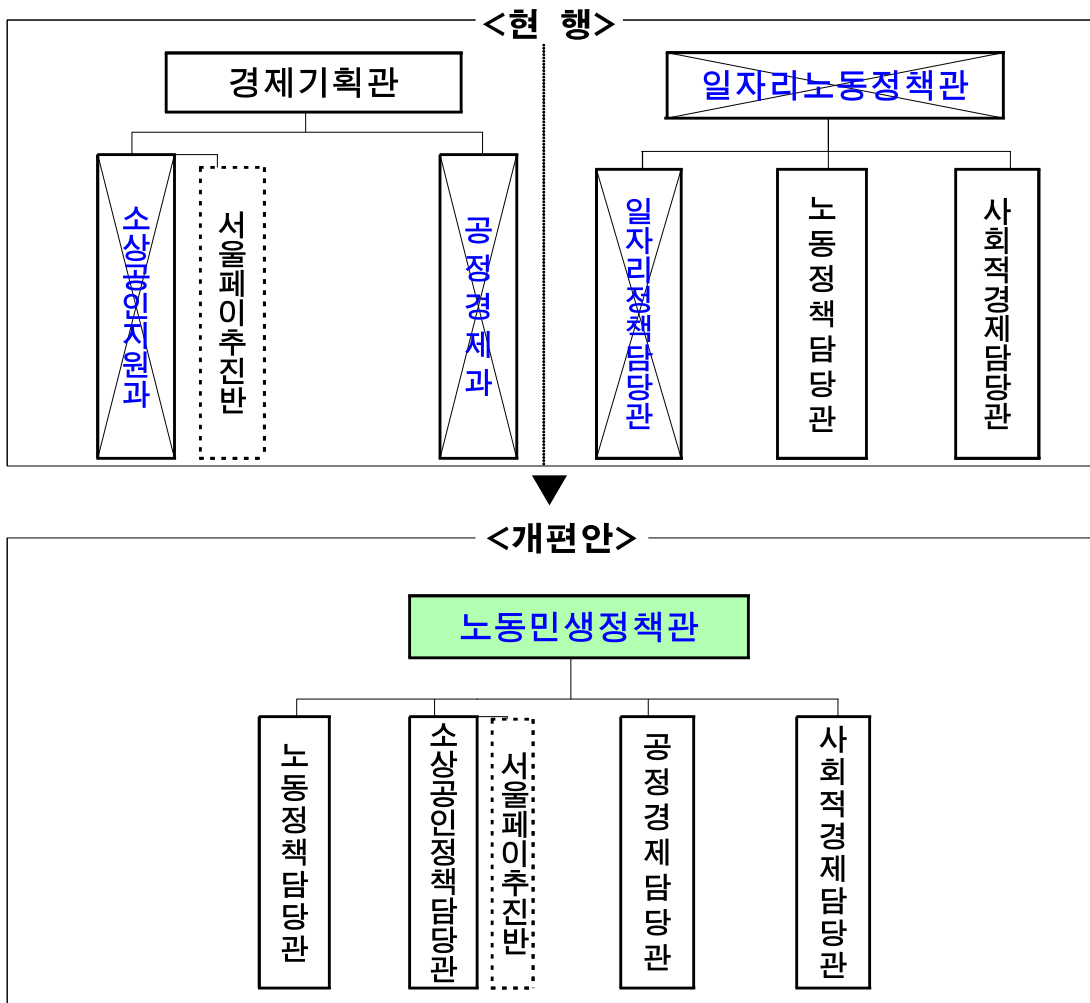 <현 행>
경제기획관
일자리노동정책관
소상공인지원과
서울페이추진반
공정경제과
일자리정책담당관
노동정책담당관
사회적경제담당관
<개편안>
노동민생정책관
노동정책담당관
소상공인정책담당관
서울페이추진반
공정경제담당관
사회적경제담당관